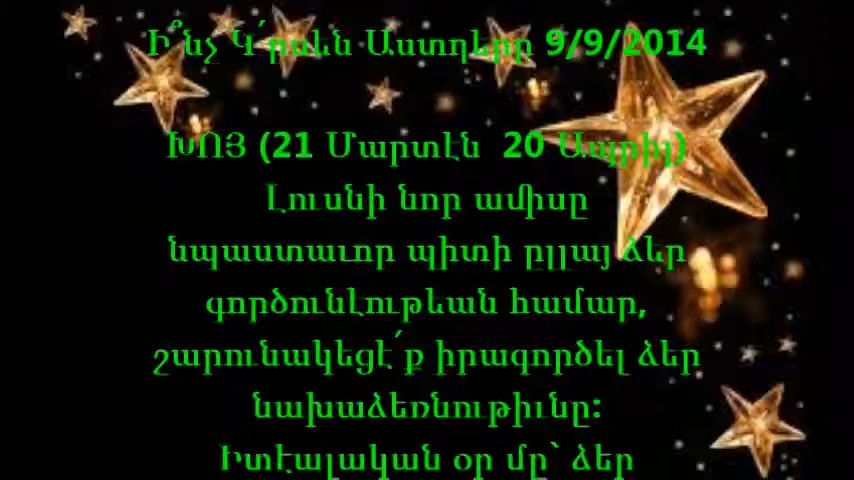 Ի՞նչ Կ՛ըսեն Աստղերը 9/9/2014
ԽՈՅ (21 Մարտէն 20 Ապրիլ)
Լուսնի նոր ամիսը
նպաստաւոր պիտի ըլլայ ձեր
գործունէութեան համար,
շարունակեցէ՛ք իրագործել ձեր
նախաձեռնութիւնը:
Իտէալական օր մը՝ ձեր